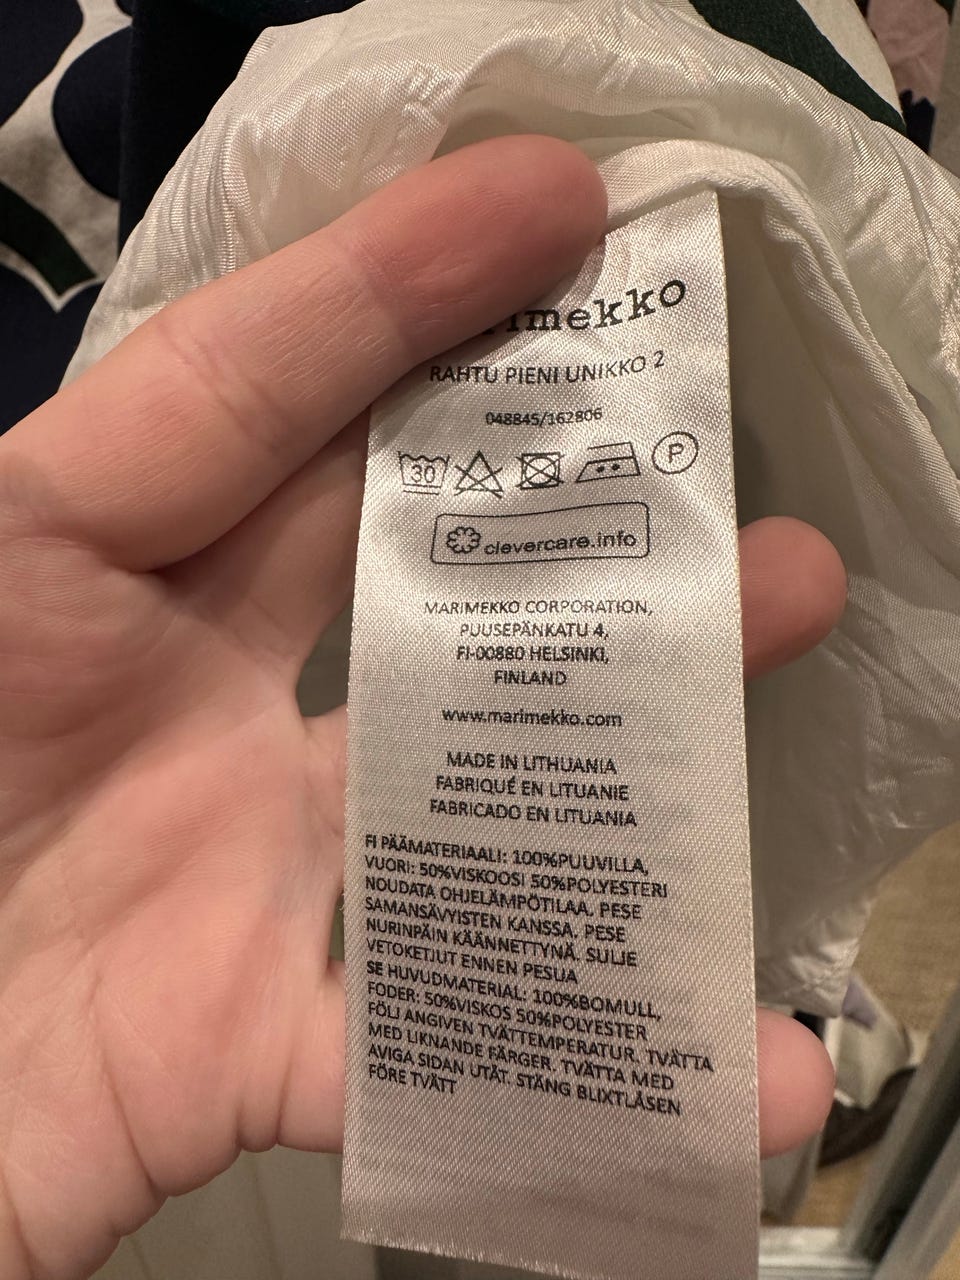 rimekko
RAHTU PIENI UNIKKO 2
048845/162806
30 P
clevercare.info
MARIMEKKO CORPORATION,
PUUSEPÄNKATU 4,
FI-00880 HELSINKI,
FINLAND
www.marimekko.com
MADE IN LITHUANIA
FABRIQUÉ EN LITUANIE
FABRICADO EN LITUANIA
FI PÄÄMATERIAALI: 100%PUUVILLA,
VUORI: 50%VISKOOSI 50%POLYESTERI
NOUDATA OHJELÄMPÖTILAA. PESE
SAMANSÄVYISTEN KANSSA. PESE
NURINPÄIN KÄÄNNETTYNÄ. SULJE
VETOKETJUT ENNEN PESUA
SE HUVUDMATERIAL: 100%BOMULL,
FODER: 50%VISKOS 50%POLYESTER
FÖLJ ANGIVEN TVÄTTEMPERATUR. TVÄTTA
MED LIKNANDE FÄRGER. TVÄTTA MED
AVIGA SIDAN UTÅT. STÄNG BLIXTLÅSEN
FÖRE TVÄTT